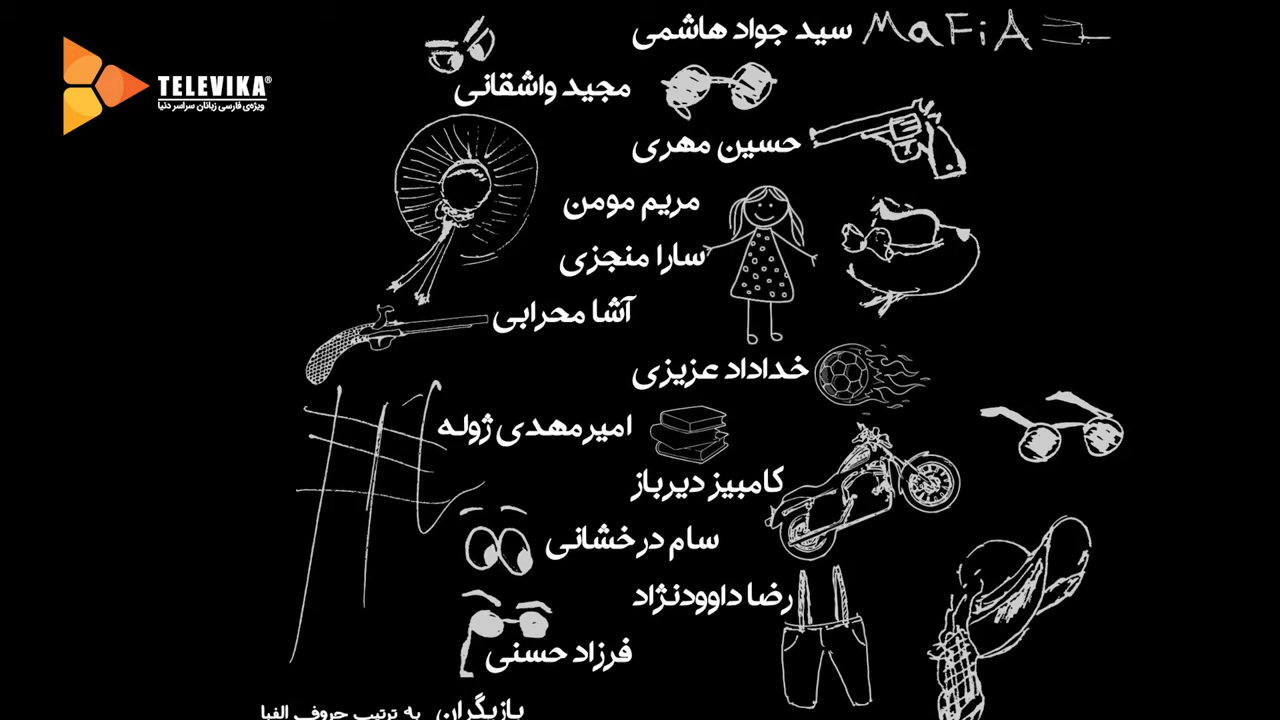 سید جواد هاشمی MaFiA
TELEVIKA®
ویژه‌ی فارسی زبانان سراسر دنیا
مجید واشقانی
حسین مهری
مریم مومن
سارا منجزی
آشا محرابی
خداداد عزیزی
امیرمهدی ژوله
کامبیز دیرباز
سام درخشانی
رضا داوودنژاد
فرزاد حسنی
بازیگران به ترتیب حروف الفبا